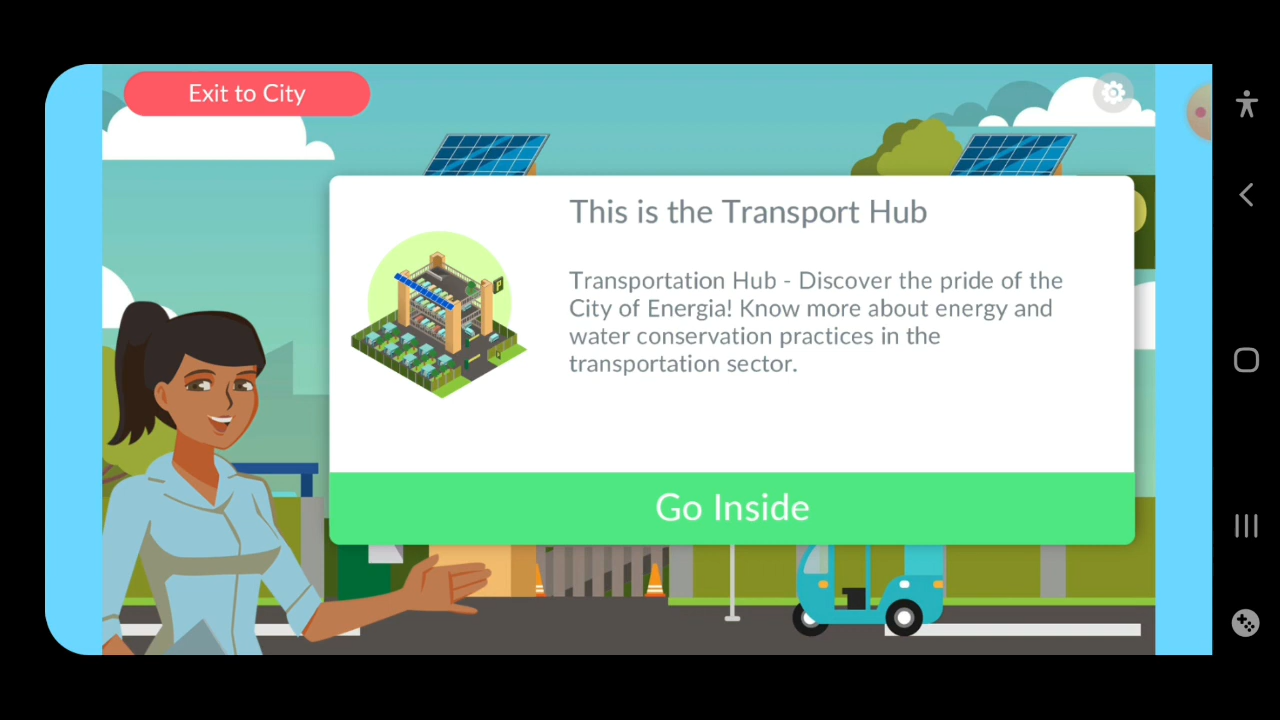 Exit to City
This is the Transport Hub
Transportation Hub - Discover the pride of the
City of Energia! Know more about energy and
water conservation practices in the
transportation sector.
P
Go Inside